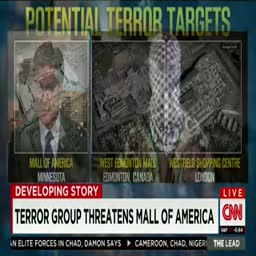 POTENTIAL TERROR TARGETS
MALL OF AMERICA
MINNESOTA
WEST EDMONTON MALL
EDMONTON, CANADA
WESTFIELD SHOPPING CENTRE
LONDON
DEVELOPING STORY
LIVE
TERROR GROUP THREATENS MALL OF AMERICA
CNN
AN ELITE FORCES IN CHAD, DAMON SAYS ▶ CAMEROON, CHAD, NIGER
THE LEAD